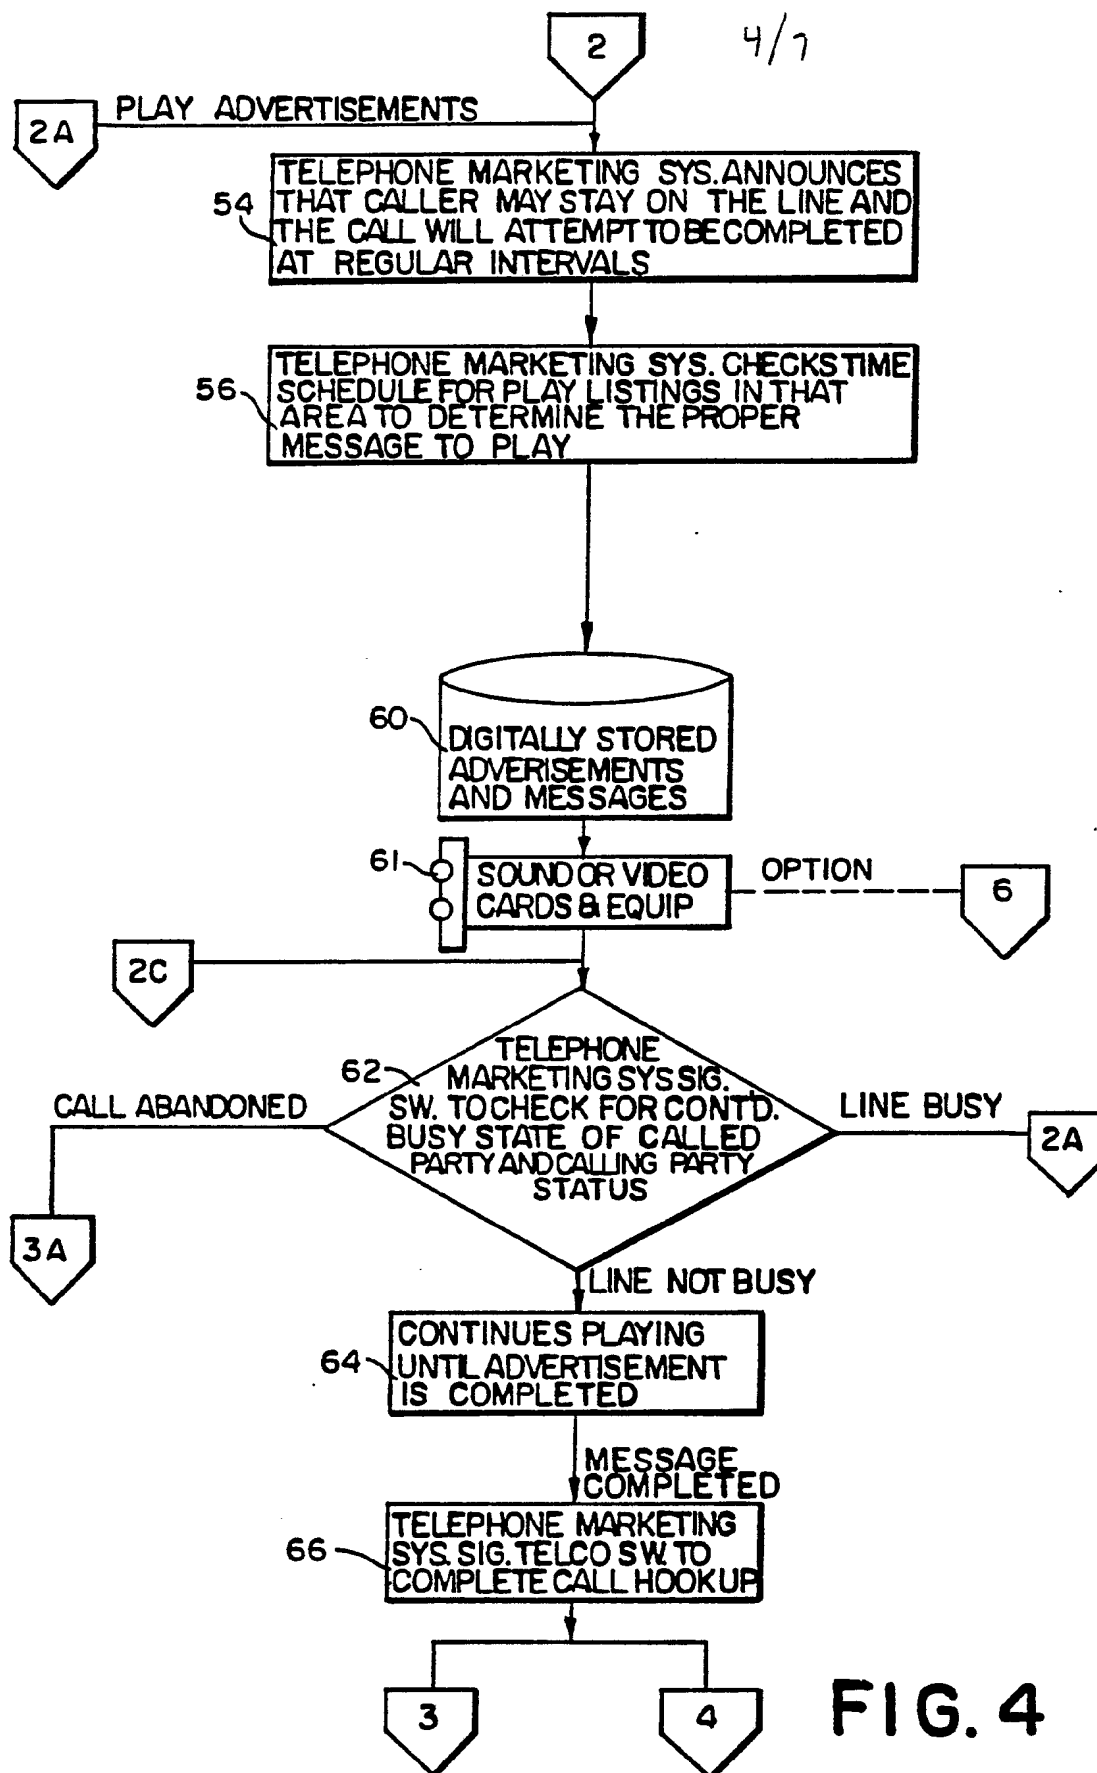 2
4/7
2A
PLAY ADVERTISEMENTS
54
TELEPHONE MARKETING SYS. ANNOUNCES
THAT CALLER MAY STAY ON THE LINE AND
THE CALL WILL ATTEMPT TO BE COMPLETED
AT REGULAR INTERVALS
56
TELEPHONE MARKETING SYS. CHECKS TIME
SCHEDULE FOR PLAY LISTINGS IN THAT
AREA TO DETERMINE THE PROPER
MESSAGE TO PLAY
60
DIGITALLY STORED
ADVERISEMENTS
AND MESSAGES
61
SOUND OR VIDEO
CARDS & EQUIP
OPTION
6
2C
62
TELEPHONE
MARKETING SYS SIG.
SW. TO CHECK FOR CONT'D.
BUSY STATE OF CALLED
PARTY AND CALLING PARTY
STATUS
CALL ABANDONED
3A
LINE BUSY
2A
LINE NOT BUSY
64
CONTINUES PLAYING
UNTIL ADVERTISEMENT
IS COMPLETED
MESSAGE
COMPLETED
66
TELEPHONE MARKETING
SYS. SIG. TELCO SW. TO
COMPLETE CALL HOOKUP
3
4
FIG. 4